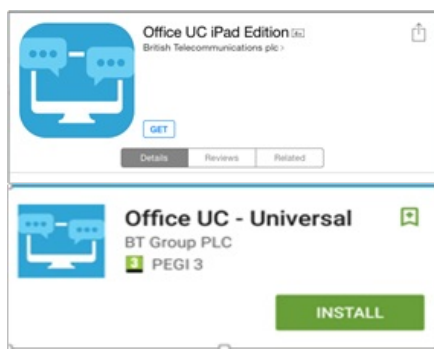 Office UC iPad Edition 4+
British Telecommunications plc >
GET
Details Reviews Related
Office UC - Universal
BT Group PLC
3 PEGI 3
INSTALL